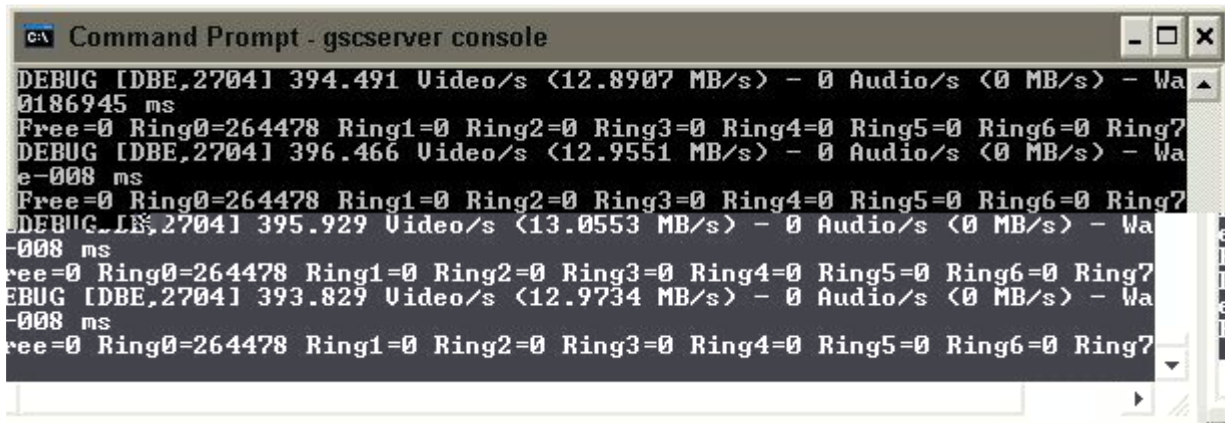 Command Prompt - gscserver console
DEBUG [DBE,2704] 394.491 Video/s (12.8907 MB/s) - 0 Audio/s (0 MB/s) - Wa
0186945 ms
Free=0 Ring0=264478 Ring1=0 Ring2=0 Ring3=0 Ring4=0 Ring5=0 Ring6=0 Ring7
DEBUG [DBE,2704] 396.466 Video/s (12.9551 MB/s) - 0 Audio/s (0 MB/s) - Wa
e-008 ms
Free=0 Ring0=264478 Ring1=0 Ring2=0 Ring3=0 Ring4=0 Ring5=0 Ring6=0 Ring7
2704] 395.929 Video/s (13.0553 MB/s) - 0 Audio/s (0 MB/s) - Wa
-008 ms
ree=0 Ring0=264478 Ring1=0 Ring2=0 Ring3=0 Ring4=0 Ring5=0 Ring6=0 Ring7
EBUG [DBE,2704] 393.829 Video/s (12.9734 MB/s) - 0 Audio/s (0 MB/s) - Wa
-008 ms
ree=0 Ring0=264478 Ring1=0 Ring2=0 Ring3=0 Ring4=0 Ring5=0 Ring6=0 Ring7